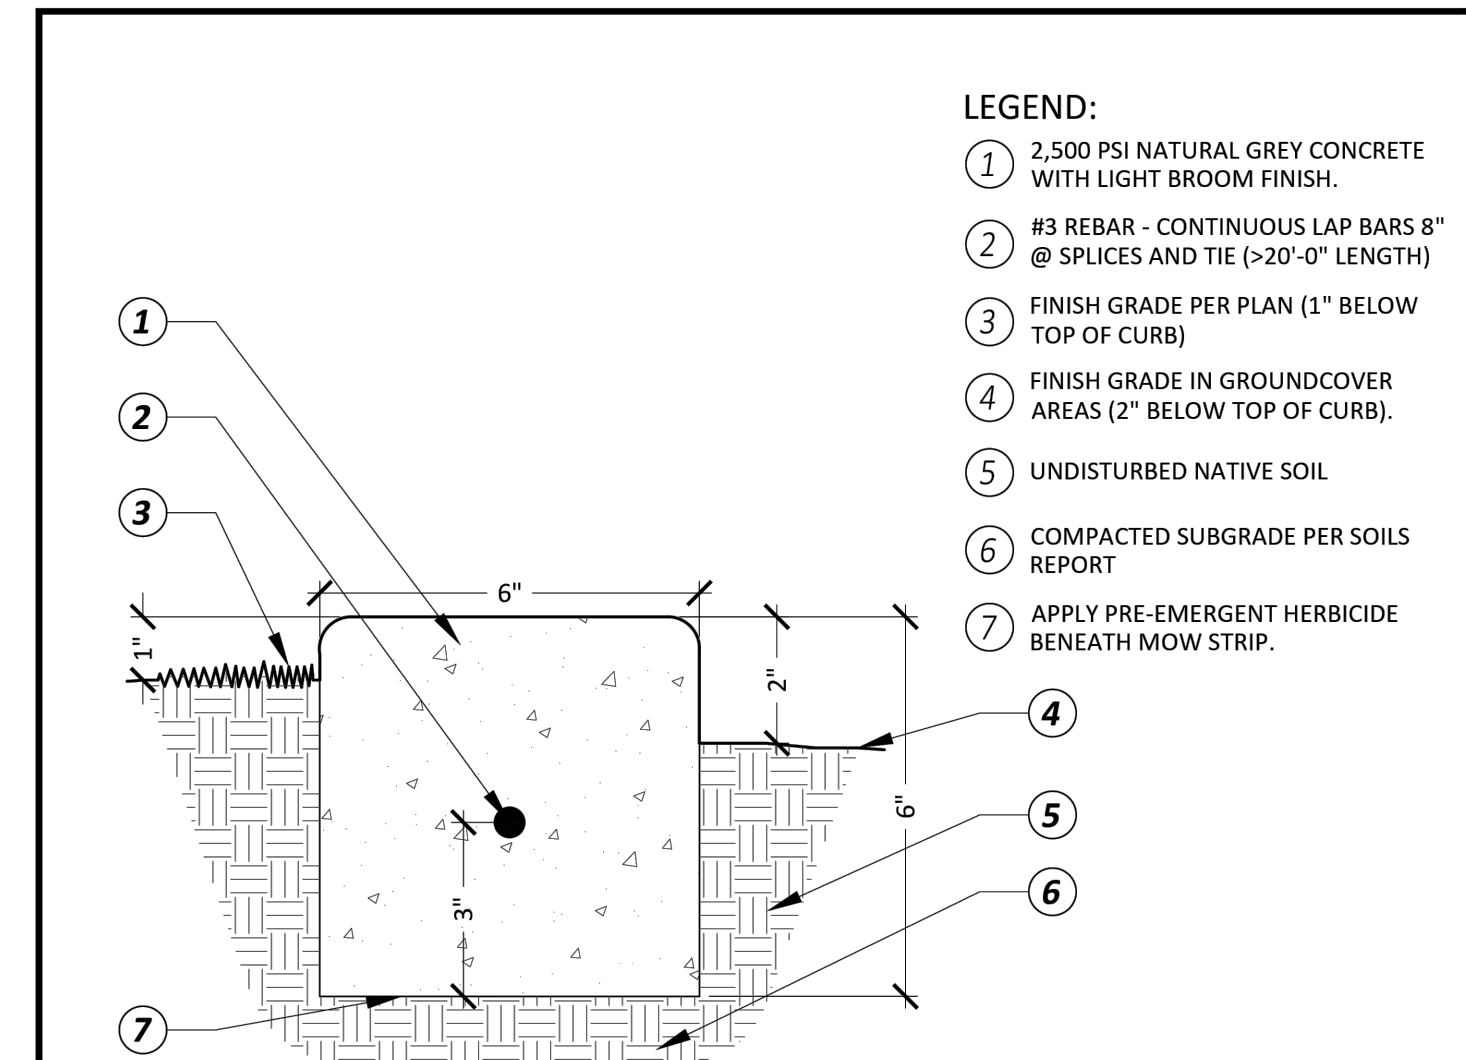 LEGEND:
1 2,500 PSI NATURAL GREY CONCRETE
WITH LIGHT BROOM FINISH.
2 #3 REBAR - CONTINUOUS LAP BARS 8"
@ SPLICES AND TIE (>20'-0" LENGTH)
3 FINISH GRADE PER PLAN (1" BELOW
TOP OF CURB)
4 FINISH GRADE IN GROUNDCOVER
AREAS (2" BELOW TOP OF CURB).
5 UNDISTURBED NATIVE SOIL
6 COMPACTED SUBGRADE PER SOILS
REPORT
7 APPLY PRE-EMERGENT HERBICIDE
BENEATH MOW STRIP.
1
2
3
6"
1"
2"
4
6"
5
6
3"
7